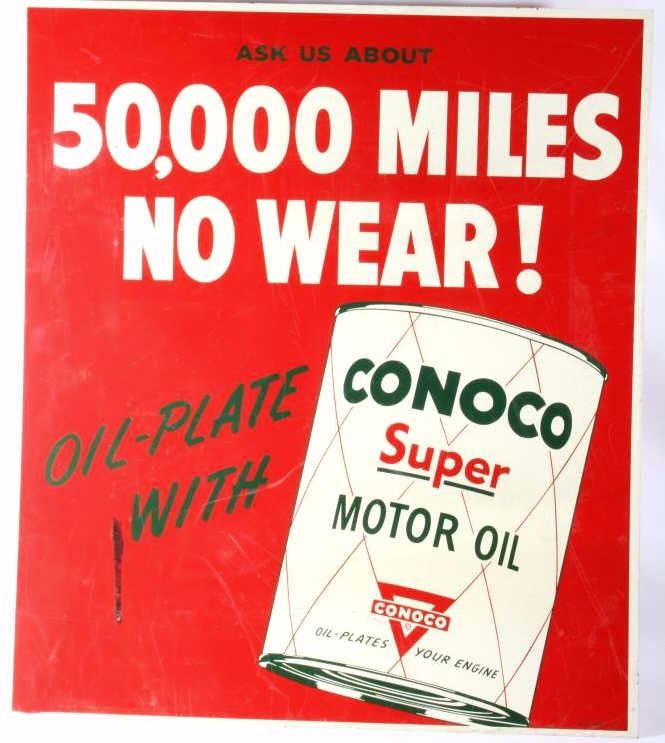 ASK US ABOUT
50,000 MILES
NO WEAR!
OIL-PLATE
WITH
CONOCO
Super
MOTOR OIL
CONOCO
OIL-PLATES YOUR ENGINE